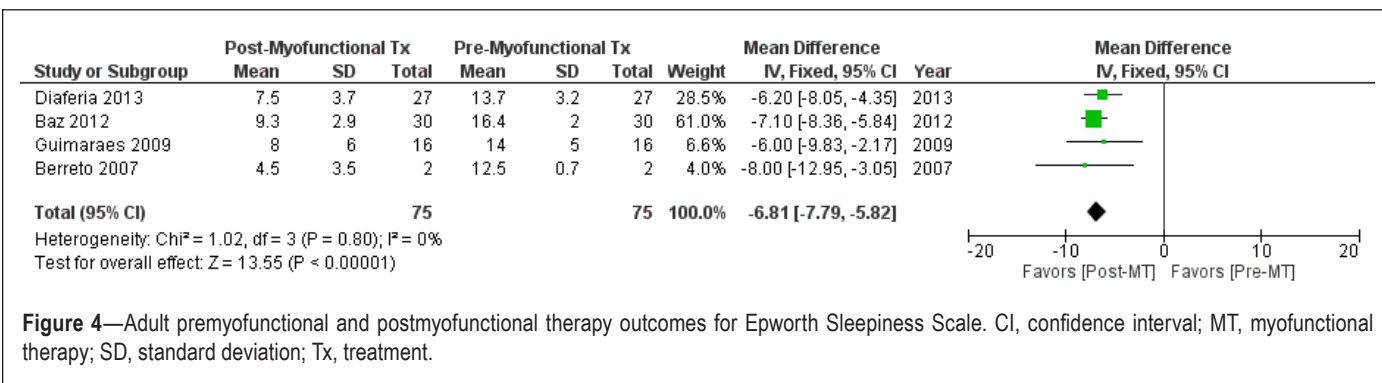 Post-Myofunctional Tx Pre-Myofunctional Tx Mean Difference Mean Difference
Study or Subgroup Mean SD Total Mean SD Total Weight IV, Fixed, 95% CI Year IV, Fixed, 95% CI
Diaferia 2013 7.5 3.7 27 13.7 3.2 27 28.5% -6.20 [-8.05, -4.35] 2013
Baz 2012 9.3 2.9 30 16.4 2 30 61.0% -7.10 [-8.36, -5.84] 2012
Guimaraes 2009 8 6 16 14 5 16 6.6% -6.00 [-9.83, -2.17] 2009
Berreto 2007 4.5 3.5 2 12.5 0.7 2 4.0% -8.00 [-12.95, -3.05] 2007
Total (95% CI) 75 75 100.0% -6.81 [-7.79, -5.82]
Heterogeneity: Chi² = 1.02, df = 3 (P = 0.80); I² = 0%
Test for overall effect: Z = 13.55 (P < 0.00001)
-20 -10 0 10 20
Favors [Post-MT] Favors [Pre-MT]
Figure 4—Adult premyofunctional and postmyofunctional therapy outcomes for Epworth Sleepiness Scale. CI, confidence interval; MT, myofunctional
therapy; SD, standard deviation; Tx, treatment.